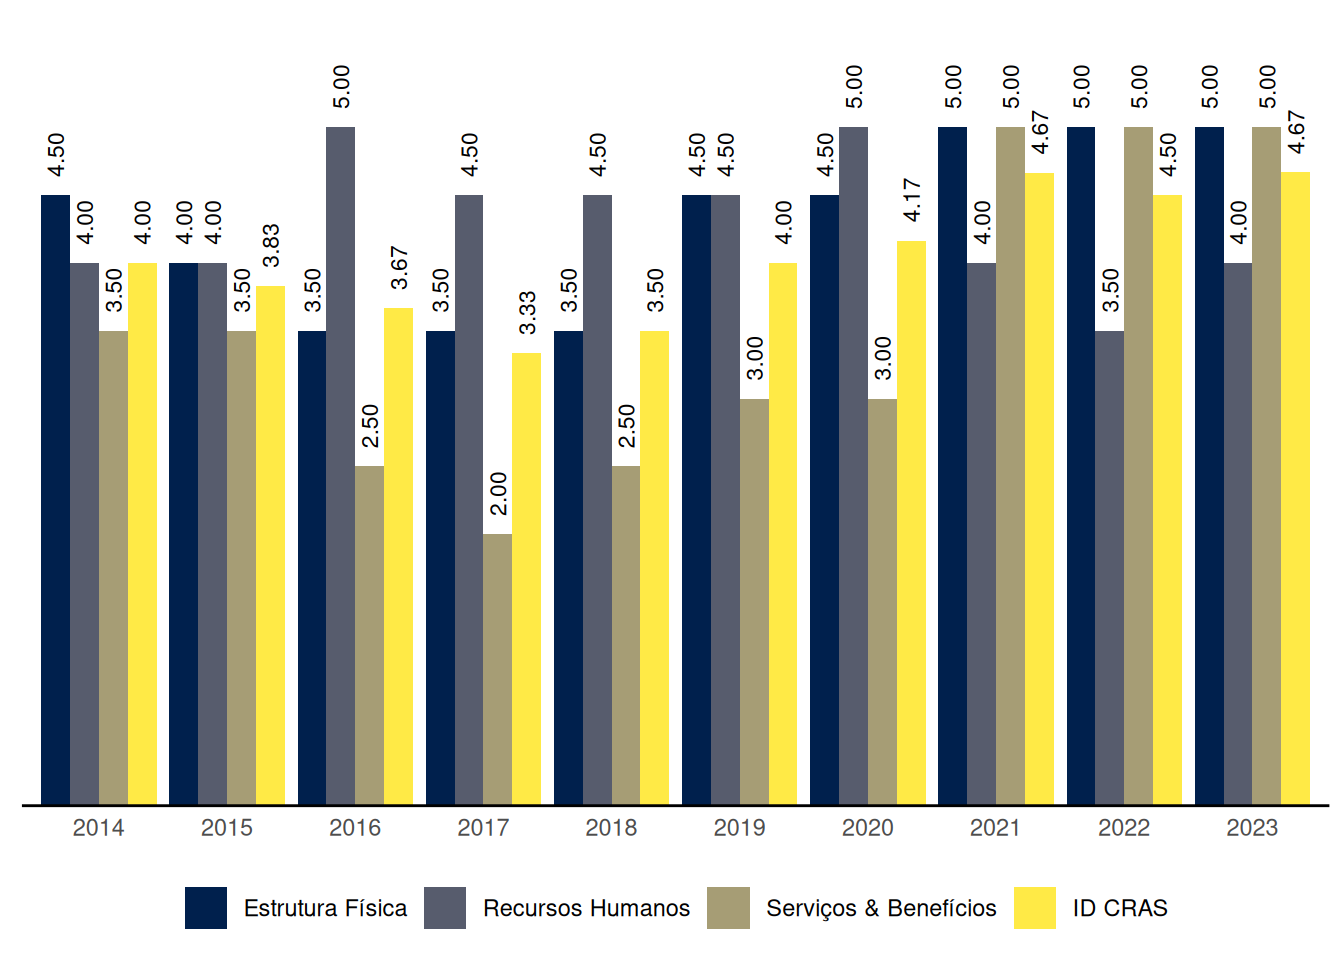 4.50 4.00 3.50 4.00 4.00 4.00 3.50 3.83 3.50 5.00 2.50 3.67 3.50 4.50 2.00 3.33 3.50 4.50 2.50 3.50 4.50 4.50 3.00 4.00 4.50 5.00 3.00 4.17 5.00 4.00 5.00 4.67 5.00 3.50 5.00 4.50 5.00 4.00 5.00 4.67
2014 2015 2016 2017 2018 2019 2020 2021 2022 2023
Estrutura Física Recursos Humanos Serviços & Benefícios ID CRAS